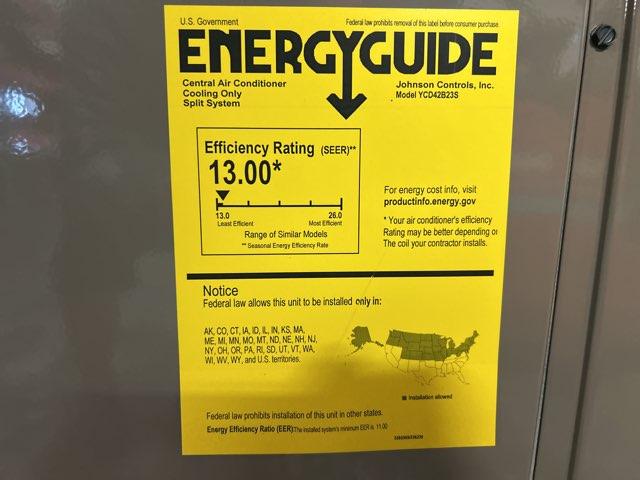 U.S. Government
Federal law prohibits removal of this label before consumer purchase.
ENERGYGUIDE
Central Air Conditioner
Cooling Only
Split System
Johnson Controls, Inc.
Model YCD42B23S
Efficiency Rating (SEER)**
13.00*
13.0
26.0
Least Efficient
Most Efficient
Range of Similar Models
** Seasonal Energy Efficiency Rate
For energy cost info, visit
productinfo.energy.gov
* Your air conditioner's efficiency
Rating may be better depending on
The coil your contractor installs.
Notice
Federal law allows this unit to be installed only in:
AK, CO, CT, IA, ID, IL, IN, KS, MA,
ME, MI, MN, MO, MT, ND, NE, NH, NJ,
NY, OH, OR, PA, RI, SD, UT, VT, WA,
WI, WV, WY, and U.S. territories.
Installation allowed
Federal law prohibits installation of this unit in other states.
Energy Efficiency Ratio (EER):The installed system's minimum EER is 11.00